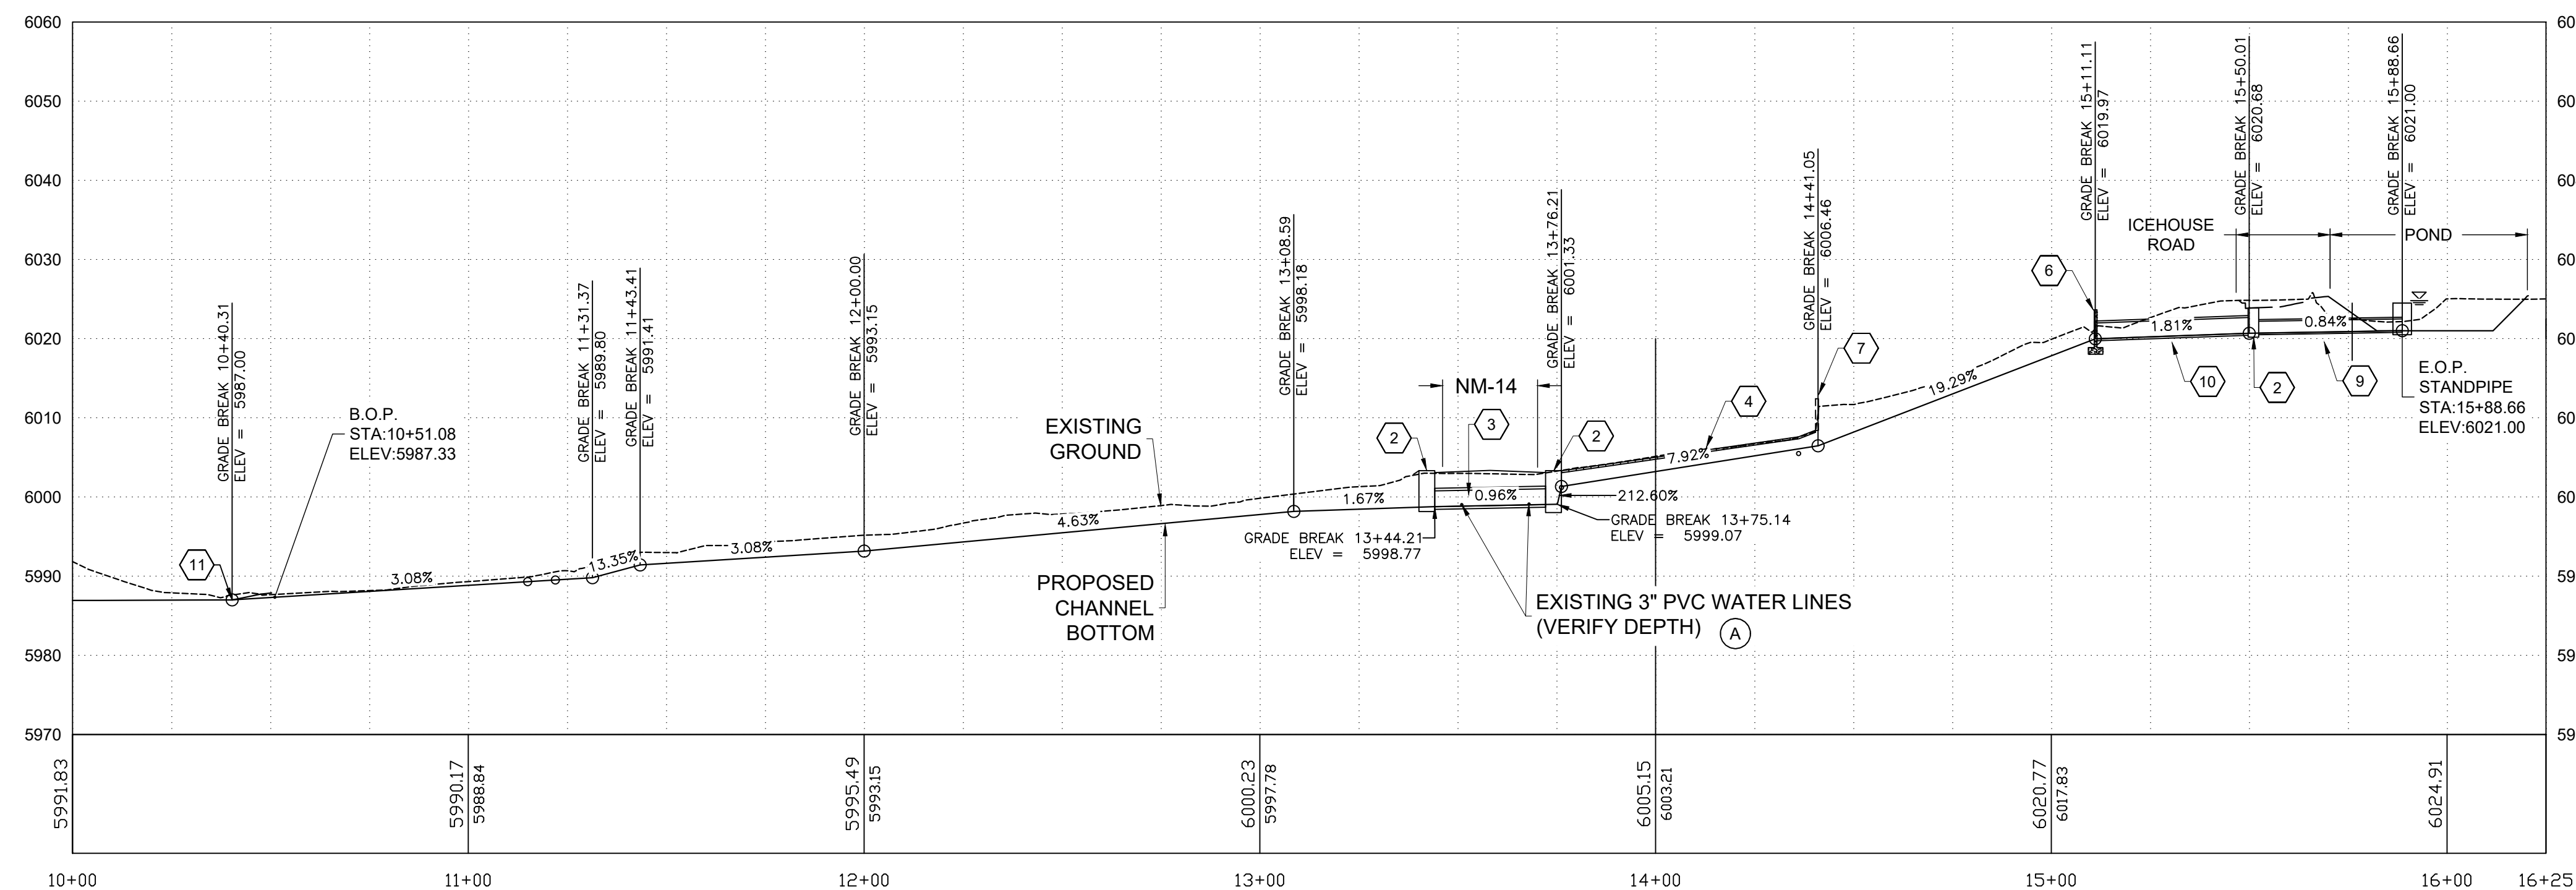 6060
6050
6040
6030
6020
6010
6000
5990
5980
5970
60
60
60
60
60
60
60
59
59
59
GRADE BREAK 10+40.31
ELEV = 5987.00
B.O.P.
STA:10+51.08
ELEV:5987.33
GRADE BREAK 11+31.37
ELEV = 5989.80
GRADE BREAK 11+43.41
ELEV = 5991.41
GRADE BREAK 12+00.00
ELEV = 5993.15
GRADE BREAK 13+08.59
ELEV = 5998.18
GRADE BREAK 13+76.21
ELEV = 6001.33
GRADE BREAK 14+41.05
ELEV = 6006.46
GRADE BREAK 15+11.11
ELEV = 6019.97
GRADE BREAK 15+50.01
ELEV = 6020.68
GRADE BREAK 15+88.66
ELEV = 6021.00
ICEHOUSE
ROAD
POND
6
7
1.81%
0.84%
10
2
9
E.O.P.
STANDPIPE
STA:15+88.66
ELEV:6021.00
19.29%
4
7.92%
NM-14
2
3
2
EXISTING
GROUND
1.67%
0.96%
212.60%
GRADE BREAK 13+44.21
ELEV = 5998.77
GRADE BREAK 13+75.14
ELEV = 5999.07
4.63%
3.08%
13.35%
3.08%
11
PROPOSED
CHANNEL
BOTTOM
EXISTING 3" PVC WATER LINES
(VERIFY DEPTH) A
5991.83
5990.17
5988.84
5995.49
5993.15
6000.23
5997.78
6005.15
6003.21
6020.77
6017.83
6024.91
10+00
11+00
12+00
13+00
14+00
15+00
16+00
16+25